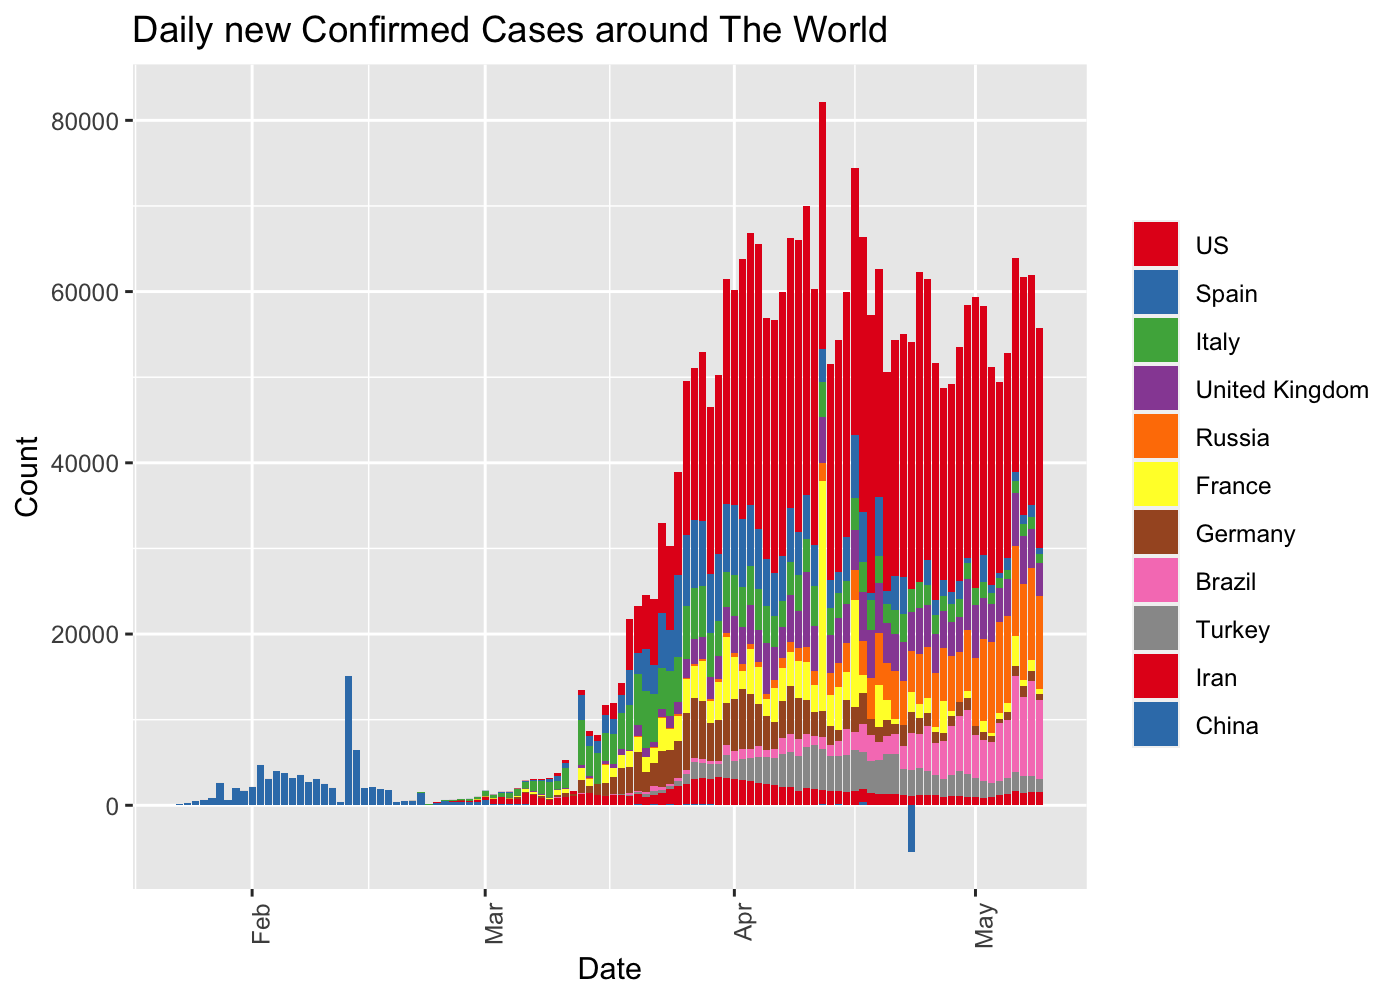 Daily new Confirmed Cases around The World
80000
60000
40000
20000
0
Count
Feb
Mar
Apr
May
Date
US
Spain
Italy
United Kingdom
Russia
France
Germany
Brazil
Turkey
Iran
China